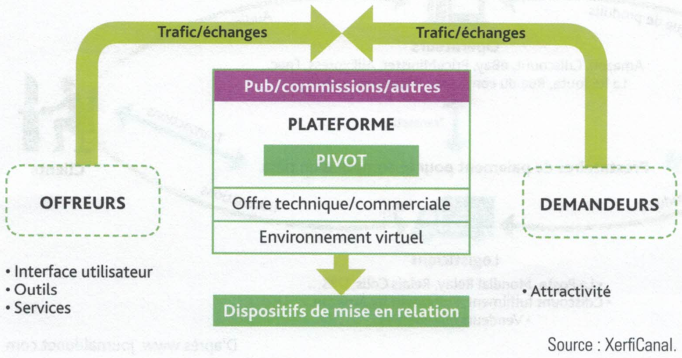 Trafic/échanges
Trafic/échanges
Pub/commissions/autres
PLATEFORME
PIVOT
OFFREURS
Offre technique/commerciale
DEMANDEURS
Environnement virtuel
• Interface utilisateur
• Outils
• Services
• Attractivité
Dispositifs de mise en relation
Source : XerfiCanal.